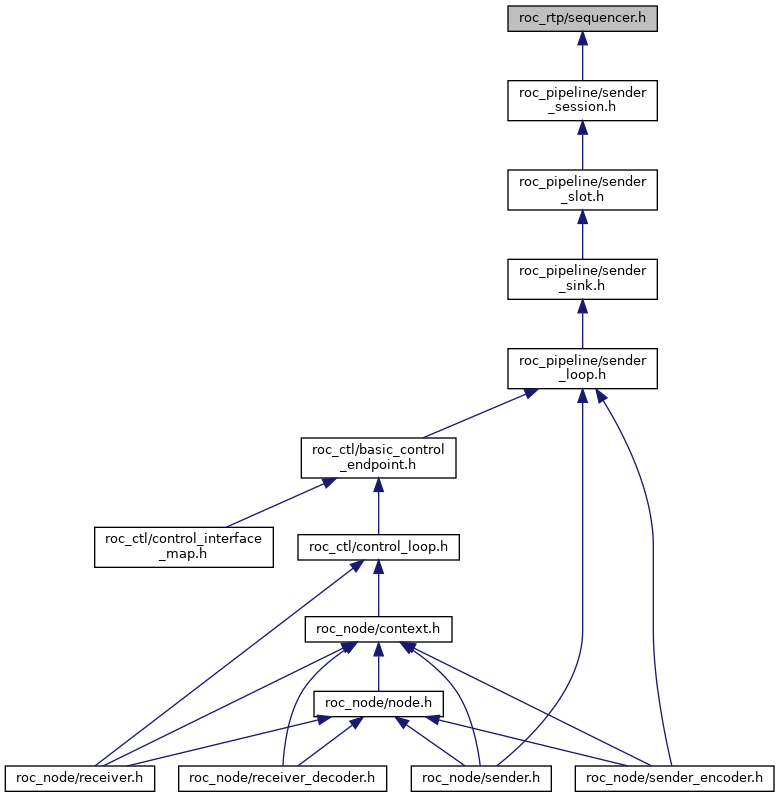 roc_rtp/sequencer.h
roc_pipeline/sender
_session.h
roc_pipeline/sender
_slot.h
roc_pipeline/sender
_sink.h
roc_pipeline/sender
_loop.h
roc_ctl/basic_control
_endpoint.h
roc_ctl/control_interface
_map.h
roc_ctl/control_loop.h
roc_node/context.h
roc_node/node.h
roc_node/receiver.h
roc_node/receiver_decoder.h
roc_node/sender.h
roc_node/sender_encoder.h